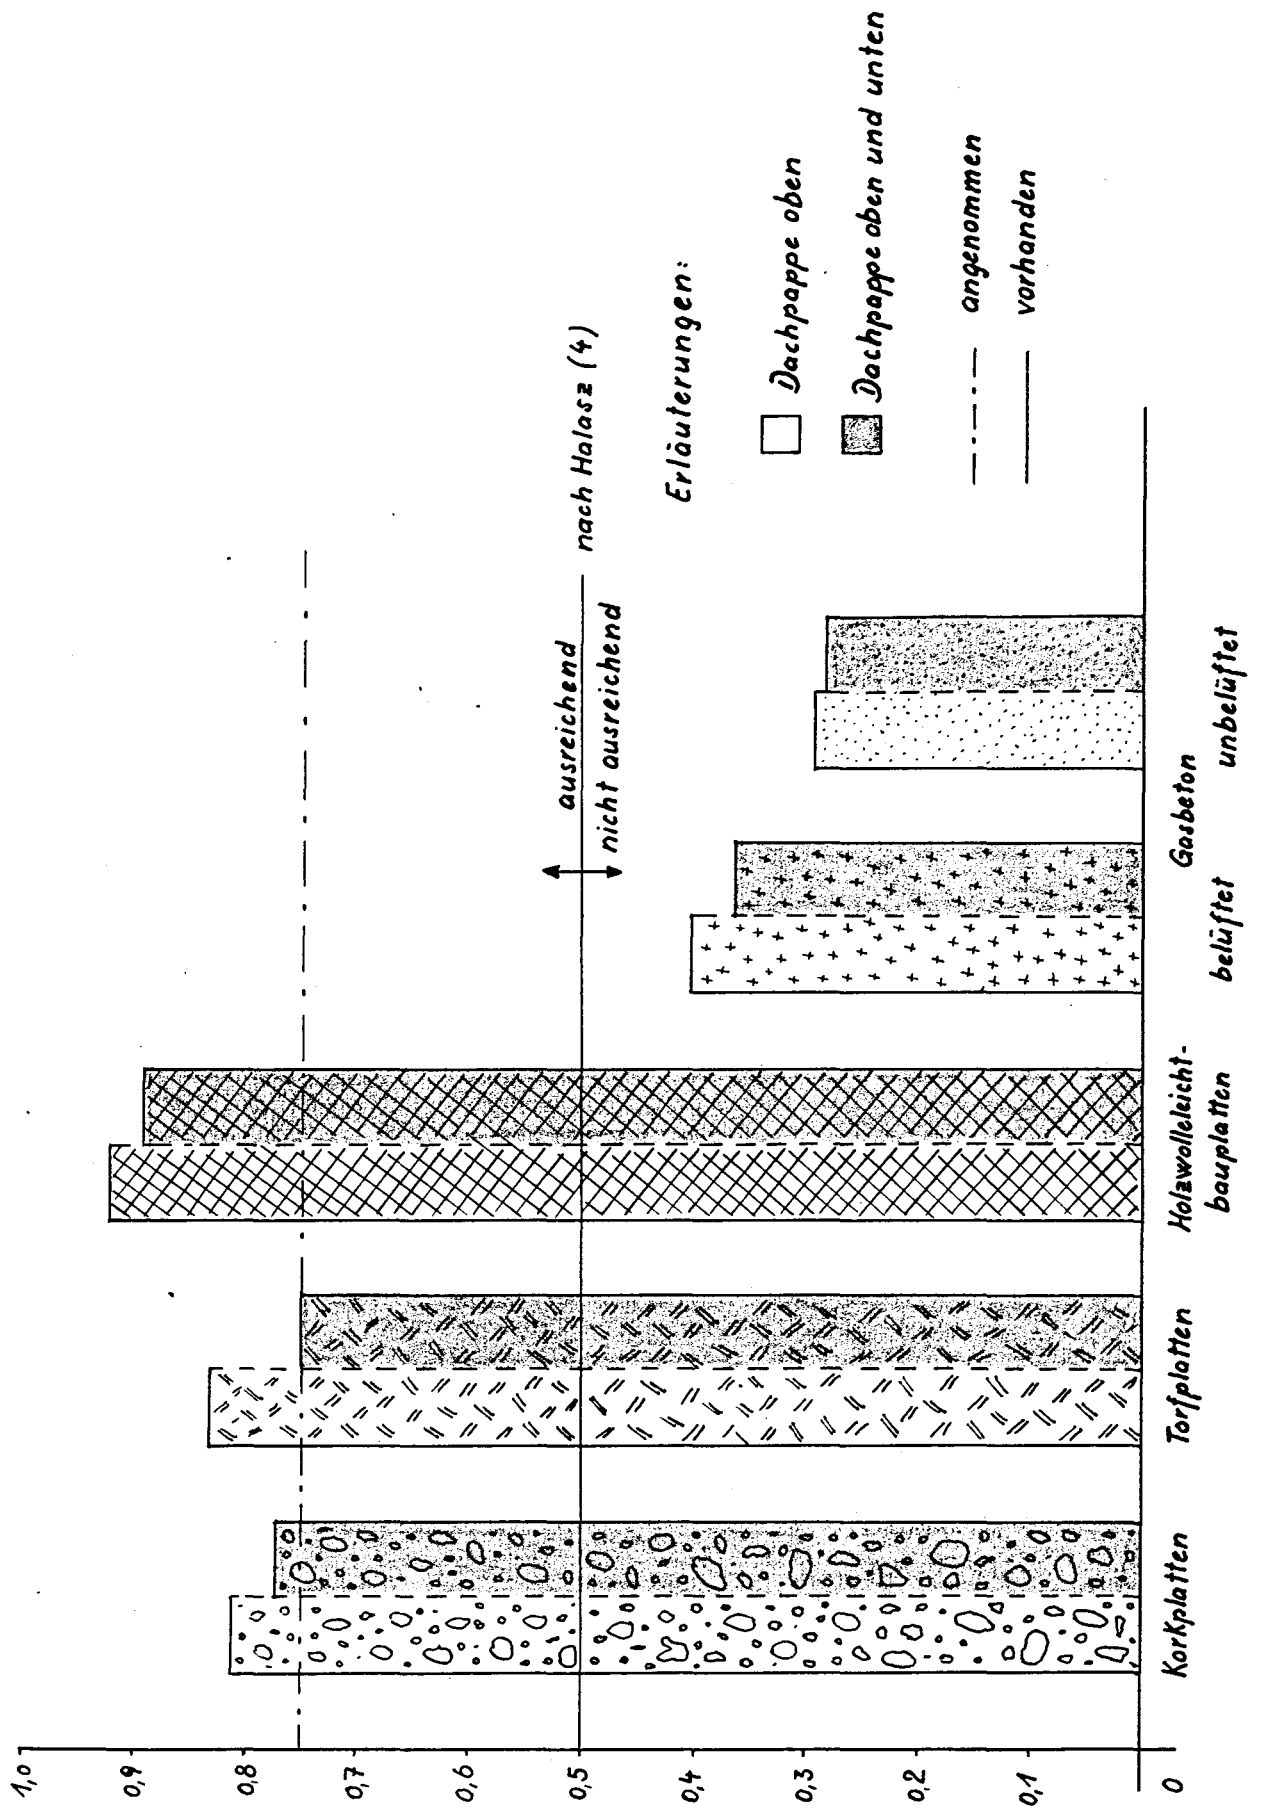 1,0
0,9
0,8
0,7
0,6
0,5
0,4
0,3
0,2
0,1
0
ausreichend
nicht ausreichend
nach Halasz (4)
Erläuterungen:
Dachpappe oben
Dachpappe oben und unten
angenommen
vorhanden
Korkplatten
Torfplatten
Holzwolleleicht-
bauplatten
belüftet
Gasbeton
unbelüftet